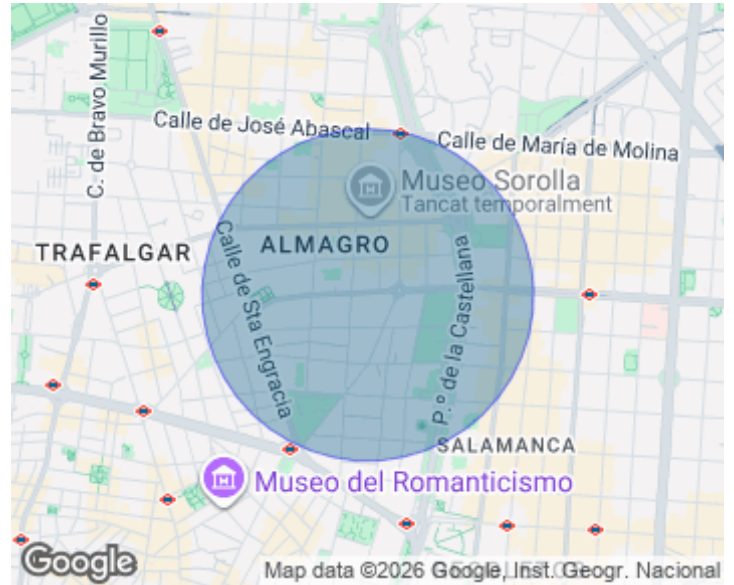 C. de Bravo Murillo
Calle de José Abascal
Calle de María de Molina
Museo Sorolla
Tancat temporalment
TRAFALGAR
ALMAGRO
Calle de Sta Engracia
P.º de la Castellana
SALAMANCA
Museo del Romanticismo
Google
Map data ©2026 Google, Inst. Geogr. Nacional